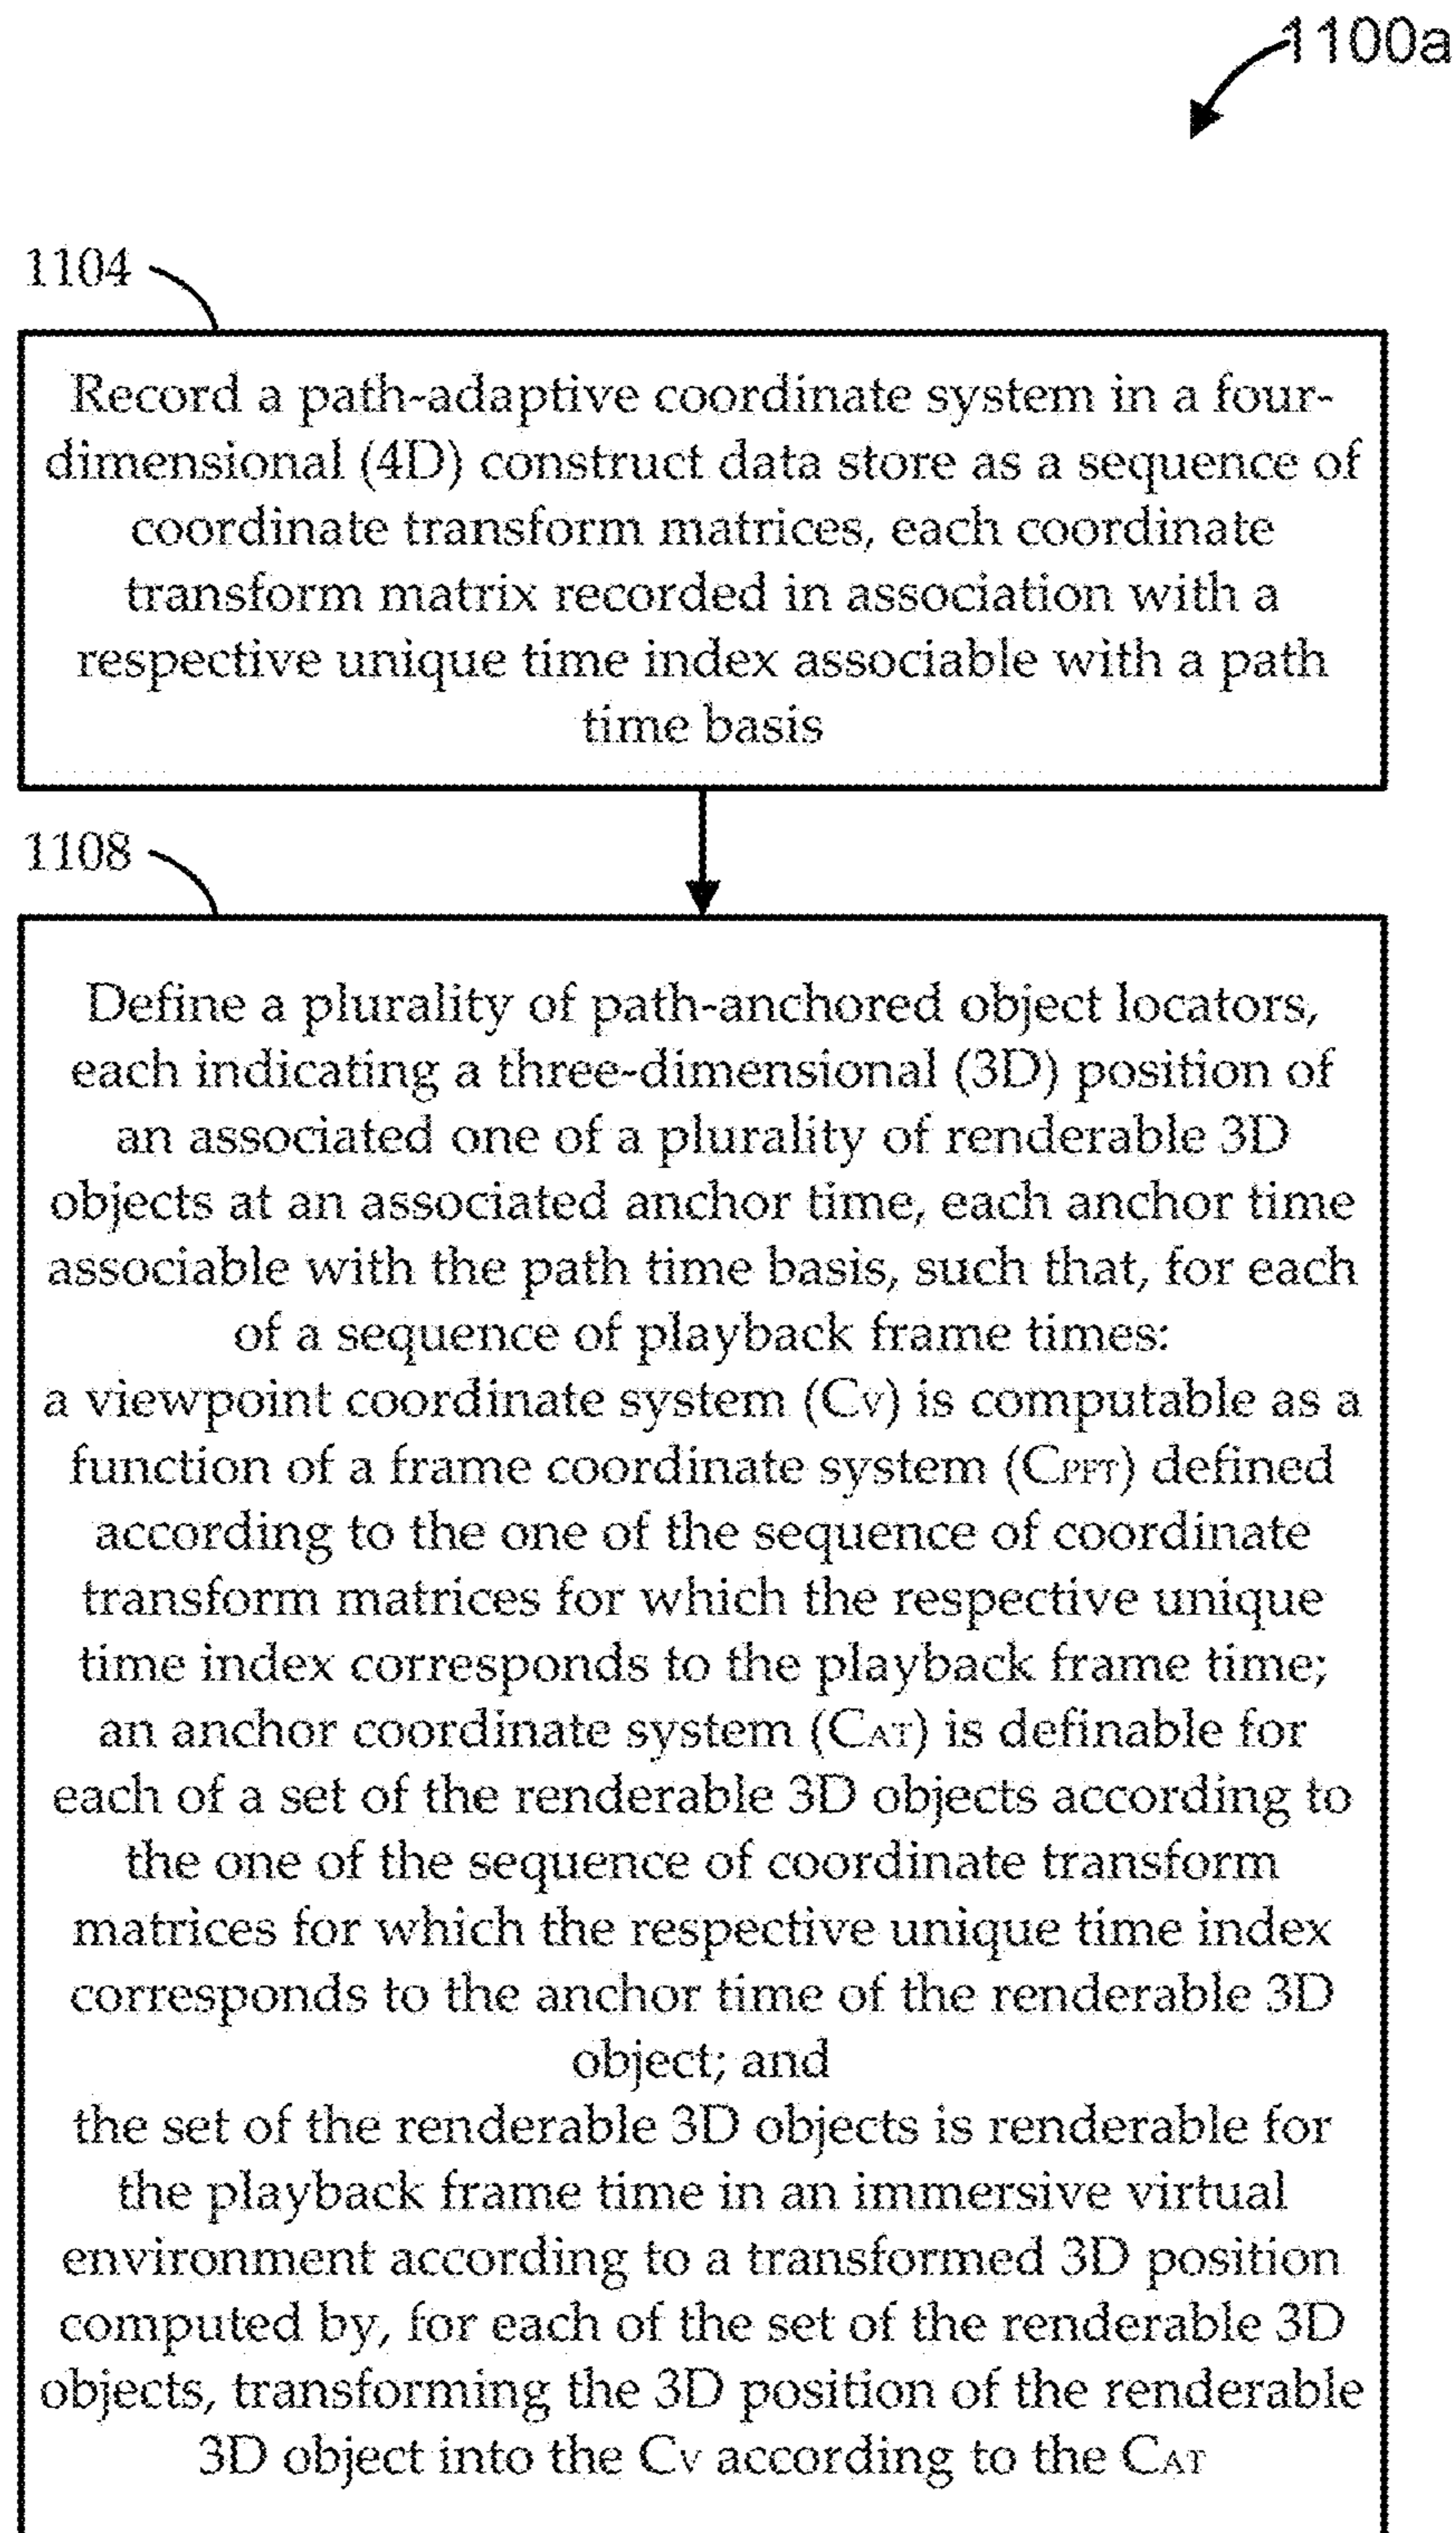 1100a
1104
Record a path-adaptive coordinate system in a four-
dimensional (4D) construct data store as a sequence of
coordinate transform matrices, each coordinate
transform matrix recorded in association with a
respective unique time index associable with a path
time basis
1108
Define a plurality of path-anchored object locators,
each indicating a three-dimensional (3D) position of
an associated one of a plurality of renderable 3D
objects at an associated anchor time, each anchor time
associable with the path time basis, such that, for each
of a sequence of playback frame times:
a viewpoint coordinate system (CV) is computable as a
function of a frame coordinate system (CPFT) defined
according to the one of the sequence of coordinate
transform matrices for which the respective unique
time index corresponds to the playback frame time;
an anchor coordinate system (CAT) is definable for
each of a set of the renderable 3D objects according to
the one of the sequence of coordinate transform
matrices for which the respective unique time index
corresponds to the anchor time of the renderable 3D
object; and
the set of the renderable 3D objects is renderable for
the playback frame time in an immersive virtual
environment according to a transformed 3D position
computed by, for each of the set of the renderable 3D
objects, transforming the 3D position of the renderable
3D object into the CV according to the CAT